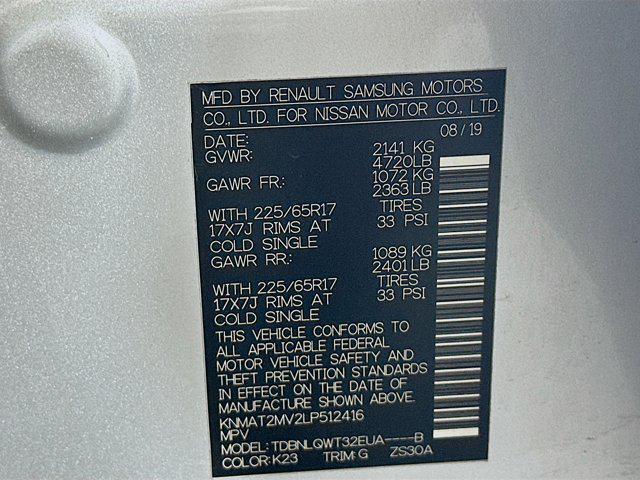 MFD BY RENAULT SAMSUNG MOTORS
CO., LTD. FOR NISSAN MOTOR CO., LTD.
DATE: 08/19
GVWR: 2141 KG
4720LB
GAWR FR.: 1072 KG
2363 LB
WITH 225/65R17 TIRES
17X7J RIMS AT 33 PSI
COLD SINGLE
GAWR RR.: 1089 KG
2401 LB
WITH 225/65R17 TIRES
17X7J RIMS AT 33 PSI
COLD SINGLE
THIS VEHICLE CONFORMS TO
ALL APPLICABLE FEDERAL
MOTOR VEHICLE SAFETY AND
THEFT PREVENTION STANDARDS
IN EFFECT ON THE DATE OF
MANUFACTURE SHOWN ABOVE.
KNMAT2MV2LP512416
MPV
MODEL: TDBNLQWT32EUA----B
COLOR: K23 TRIM: G ZS30A